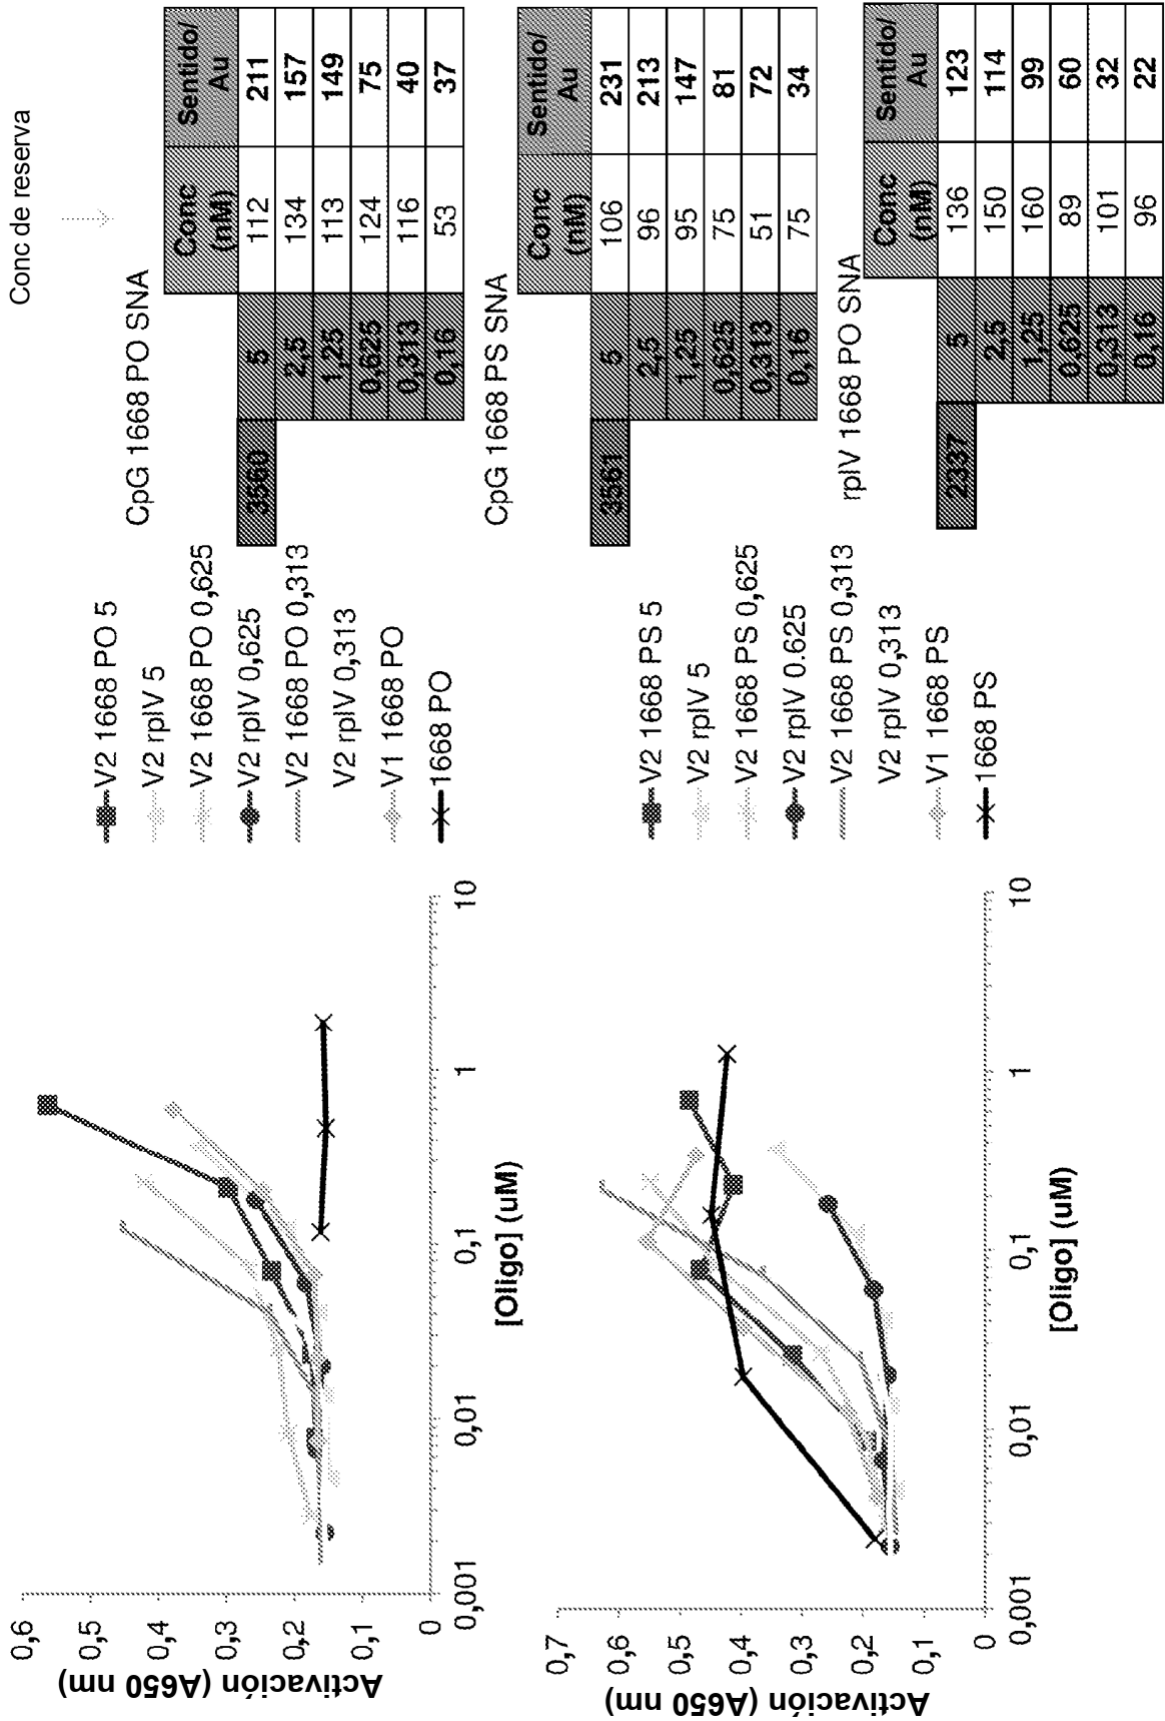 Conc de reserva
CpG 1668 PO SNA
Conc (nM) Sentido/ Au
3560 5 112 211
2,5 134 157
1,25 113 149
0,625 124 75
0,313 116 40
0,16 53 37
CpG 1668 PS SNA
Conc (nM) Sentido/ Au
3561 5 106 231
2,5 96 213
1,25 95 147
0,625 75 81
0,313 51 72
0,16 75 34
rpIV 1668 PO SNA
Conc (nM) Sentido/ Au
2337 5 136 123
2,5 150 114
1,25 160 99
0,625 89 60
0,313 101 32
0,16 96 22
V2 1668 PO 5
V2 rpIV 5
V2 1668 PO 0,625
V2 rpIV 0,625
V2 1668 PO 0,313
V2 rpIV 0,313
V1 1668 PO
1668 PO
Activación (A650 nm)
0,6
0,5
0,4
0,3
0,2
0,1
0
0,001 0,01 0,1 1 10
[Oligo] (uM)
V2 1668 PS 5
V2 rpIV 5
V2 1668 PS 0,625
V2 rpIV 0.625
V2 1668 PS 0,313
V2 rpIV 0,313
V1 1668 PS
1668 PS
Activación (A650 nm)
0,7
0,6
0,5
0,4
0,3
0,2
0,1
0
0,001 0,01 0,1 1 10
[Oligo] (uM)